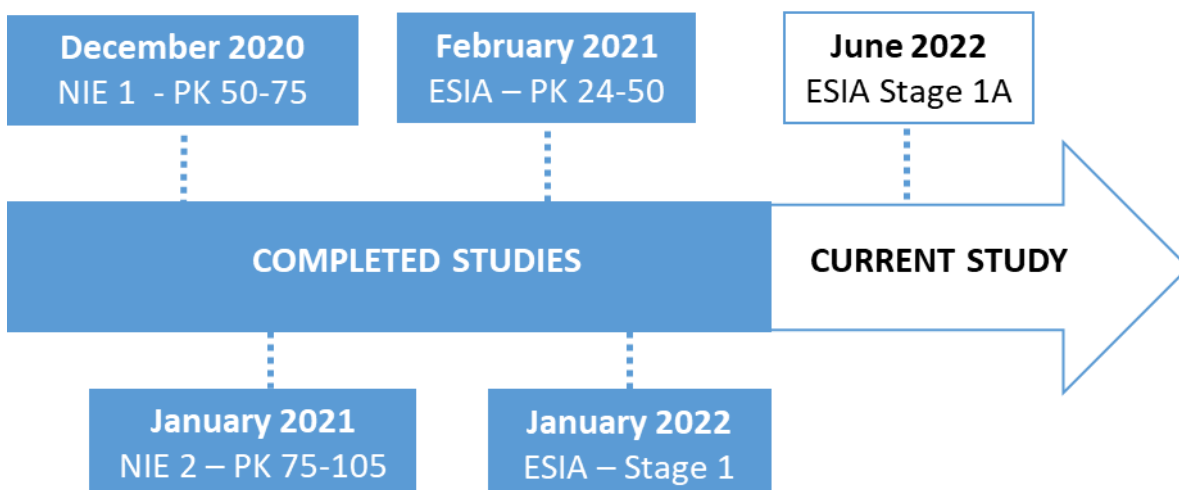 December 2020
NIE 1  - PK 50-75
February 2021
ESIA – PK 24-50
June 2022
ESIA Stage 1A
COMPLETED STUDIES
CURRENT STUDY
January 2021
NIE 2 – PK 75-105
January 2022
ESIA – Stage 1